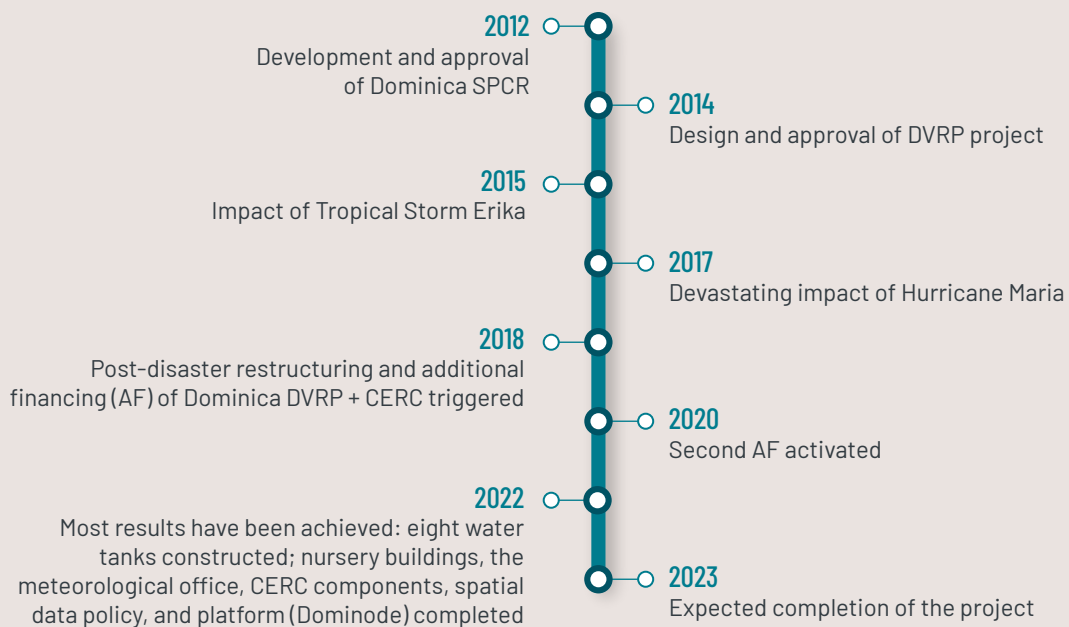 2012
Development and approval
of Dominica SPCR
2014
Design and approval of DVRP project
2015
Impact of Tropical Storm Erika
2017
Devastating impact of Hurricane Maria
2018
Post-disaster restructuring and additional
financing (AF) of Dominica DVRP + CERC triggered
2020
Second AF activated
2022
Most results have been achieved: eight water
tanks constructed; nursery buildings, the
meteorological office, CERC components, spatial
data policy, and platform (Dominode) completed
2023
Expected completion of the project